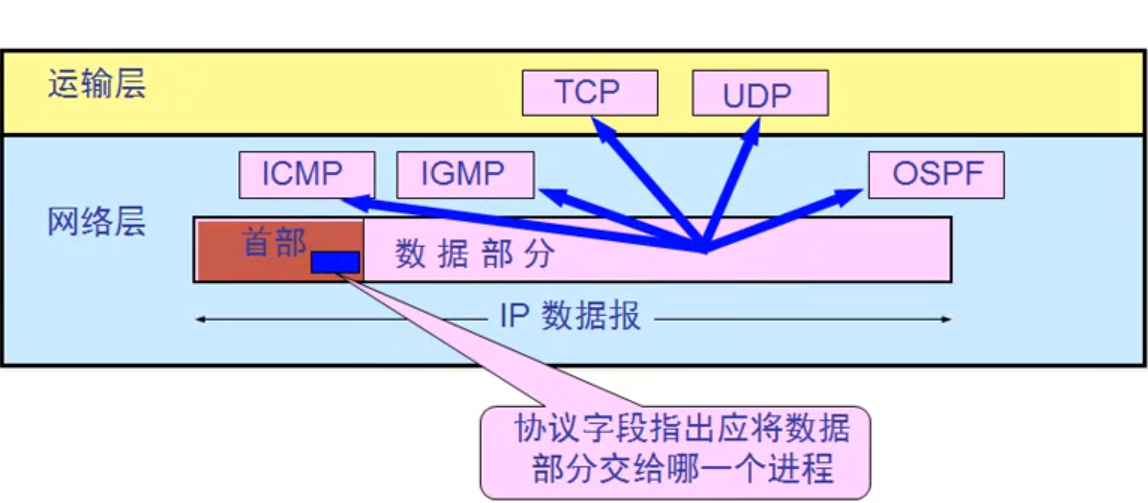 运输层
TCP
UDP
ICMP
IGMP
OSPF
网络层
首部
数据部分
IP 数据报
协议字段指出应将数据
部分交给哪一个进程